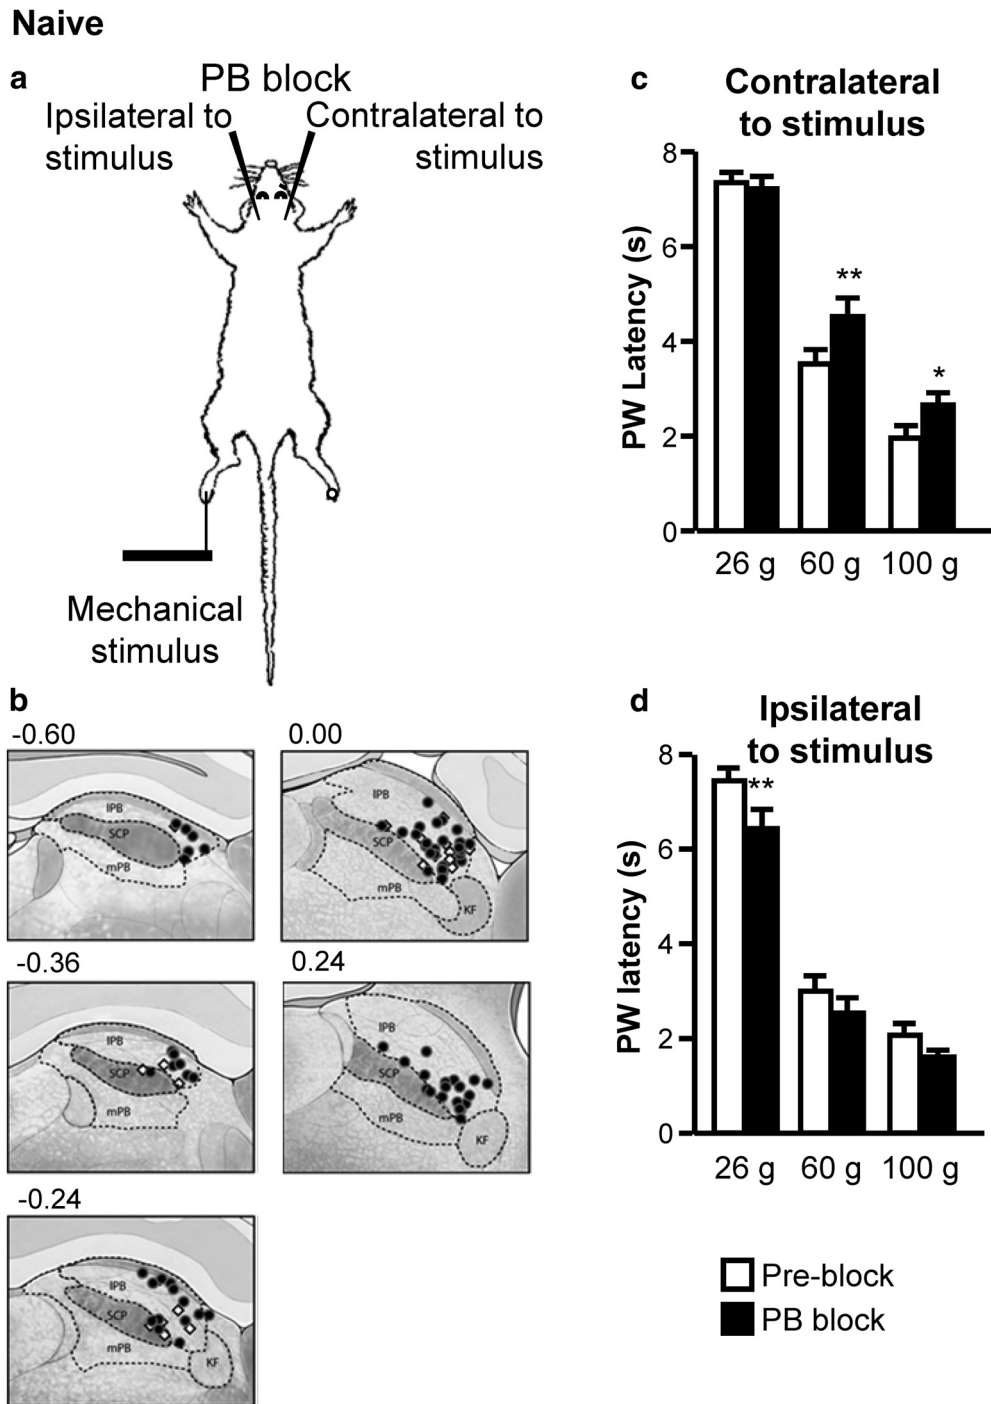 Naive
a
PB block
Ipsilateral to
stimulus
Contralateral to
stimulus
Mechanical
stimulus
b
-0.60
lPB
SCP
mPB
0.00
lPB
SCP
mPB
KF
-0.36
lPB
SCP
mPB
0.24
lPB
SCP
mPB
KF
-0.24
lPB
SCP
mPB
KF
c
Contralateral
to stimulus
PW Latency (s)
8
6
4
2
0
**
*
26 g 60 g 100 g
d
Ipsilateral
to stimulus
PW latency (s)
8
6
4
2
0
**
26 g 60 g 100 g
Pre-block
PB block